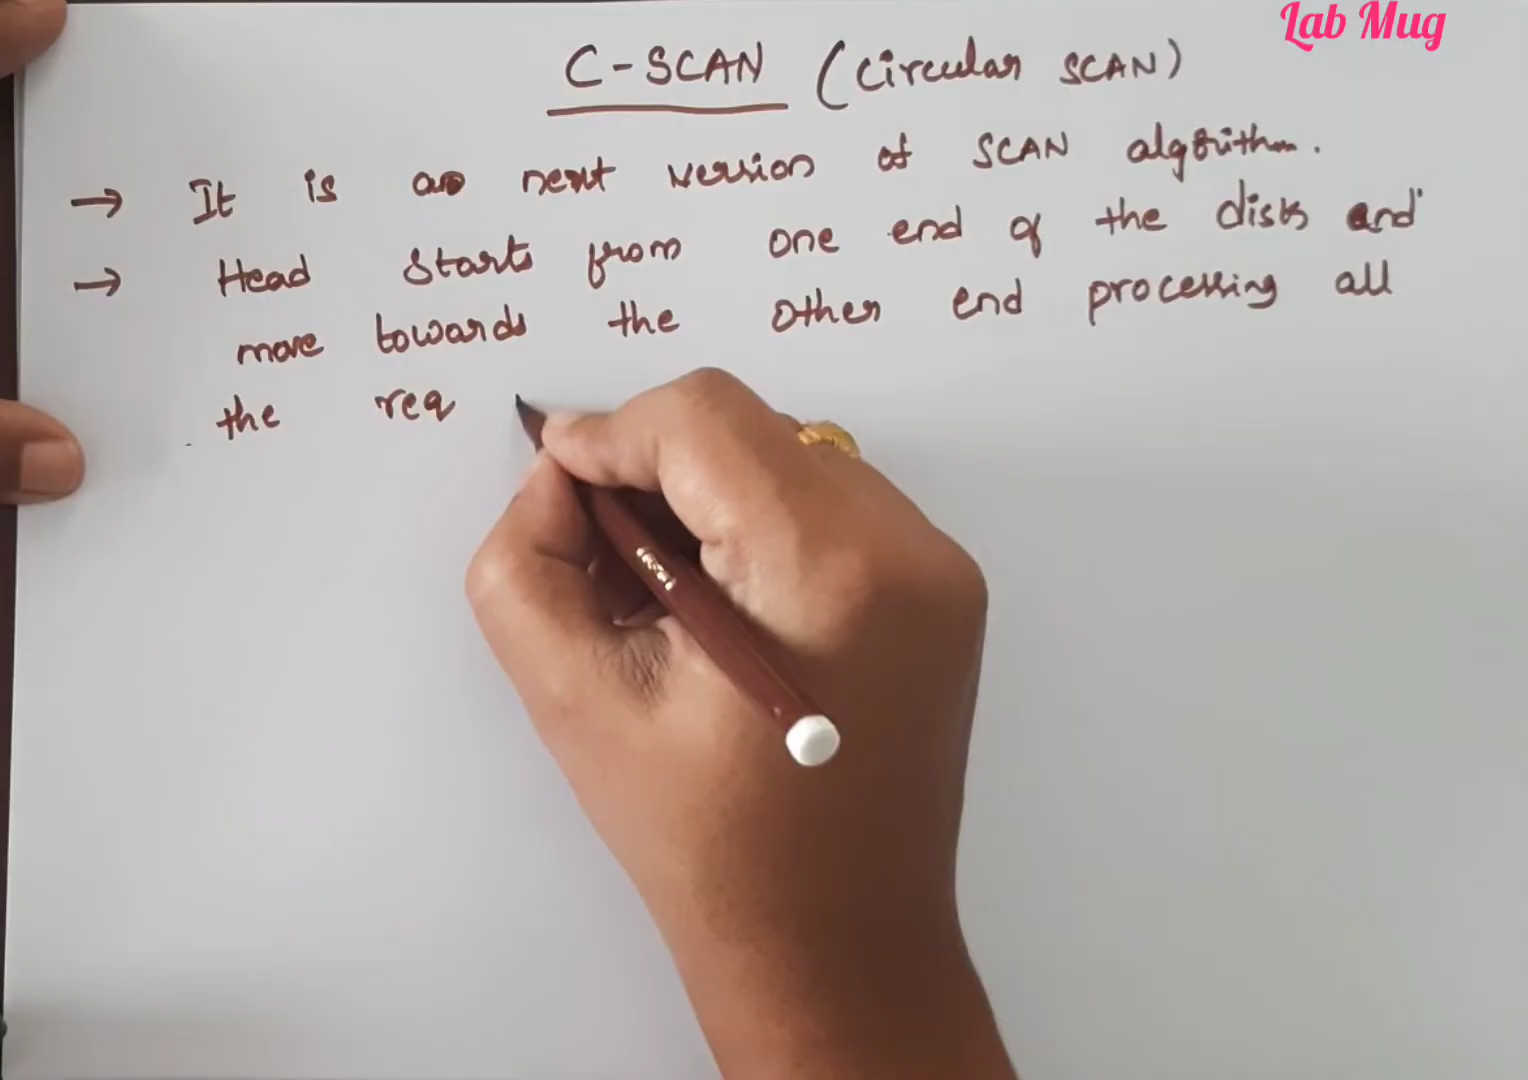 Lab Mug
C-SCAN (Circular SCAN)
→ It is a next version of SCAN algorithm.
→ Head starts from one end of the disk and
move towards the other end processing all
the req